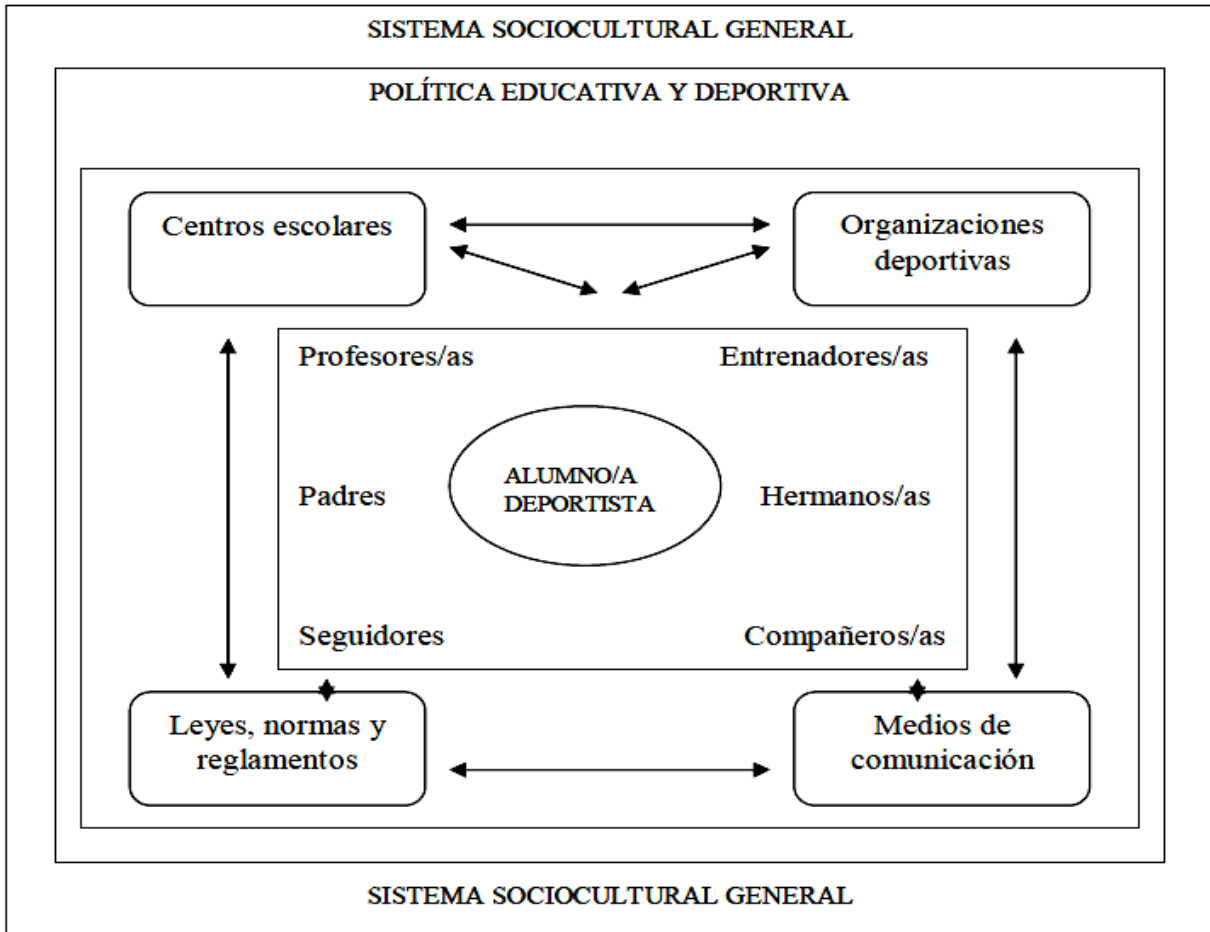 SISTEMA SOCIOCULTURAL GENERAL
POLÍTICA EDUCATIVA Y DEPORTIVA
Centros escolares
Organizaciones
deportivas
Profesores/as
Entrenadores/as
ALUMNO/A
DEPORTISTA
Padres
Hermanos/as
Seguidores
Compañeros/as
Leyes, normas y
reglamentos
Medios de
comunicación
SISTEMA SOCIOCULTURAL GENERAL